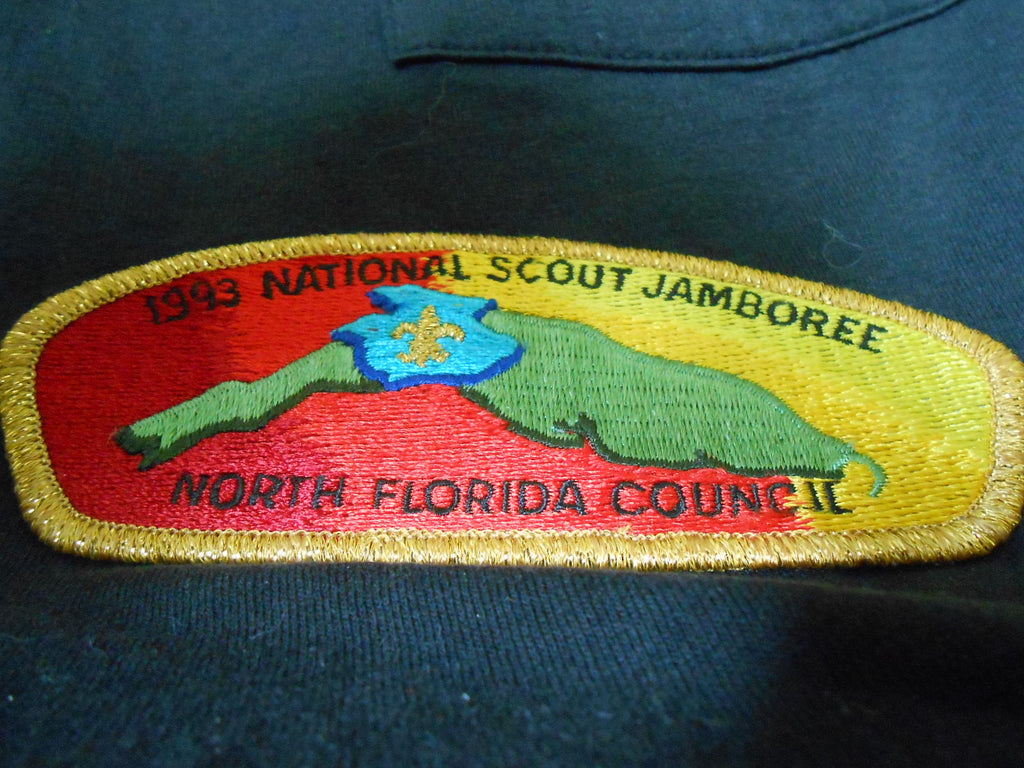 1993 NATIONAL SCOUT JAMBOREE
NORTH FLORIDA COUNCIL